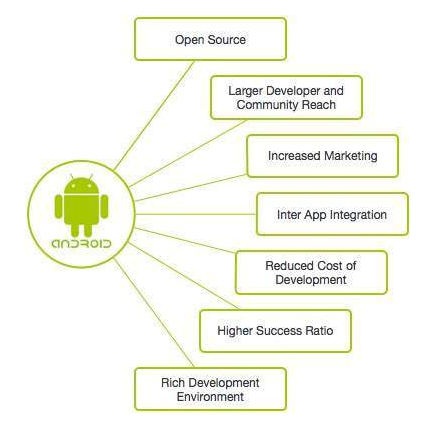 Open Source
Larger Developer and
Community Reach
Increased Marketing
Inter App Integration
Reduced Cost of
Development
Higher Success Ratio
Rich Development
Environment
ANDROID